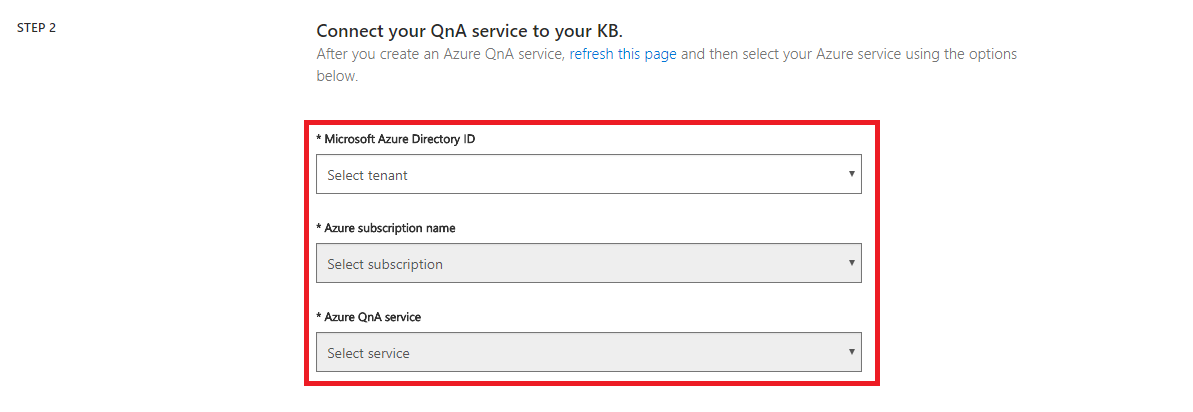 STEP 2
Connect your QnA service to your KB.
After you create an Azure QnA service, refresh this page and then select your Azure service using the options
below.
* Microsoft Azure Directory ID
Select tenant
* Azure subscription name
Select subscription
* Azure QnA service
Select service